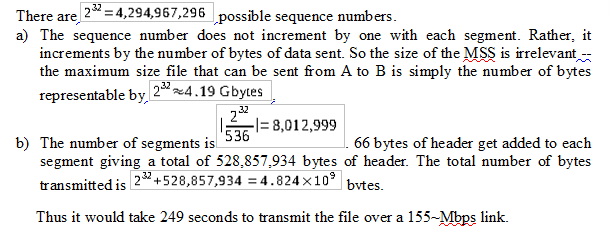 There are 2^32 = 4,294,967,296 possible sequence numbers.
a) The sequence number does not increment by one with each segment. Rather, it
increments by the number of bytes of data sent. So the size of the MSS is irrelevant --
the maximum size file that can be sent from A to B is simply the number of bytes
representable by 2^32 ≈4.19 Gbytes.
b) The number of segments is |2^32/536|= 8,012,999 . 66 bytes of header get added to each
segment giving a total of 528,857,934 bytes of header. The total number of bytes
transmitted is 2^32 +528,857,934 = 4.824×10^9 bytes.
Thus it would take 249 seconds to transmit the file over a 155~Mbps link.